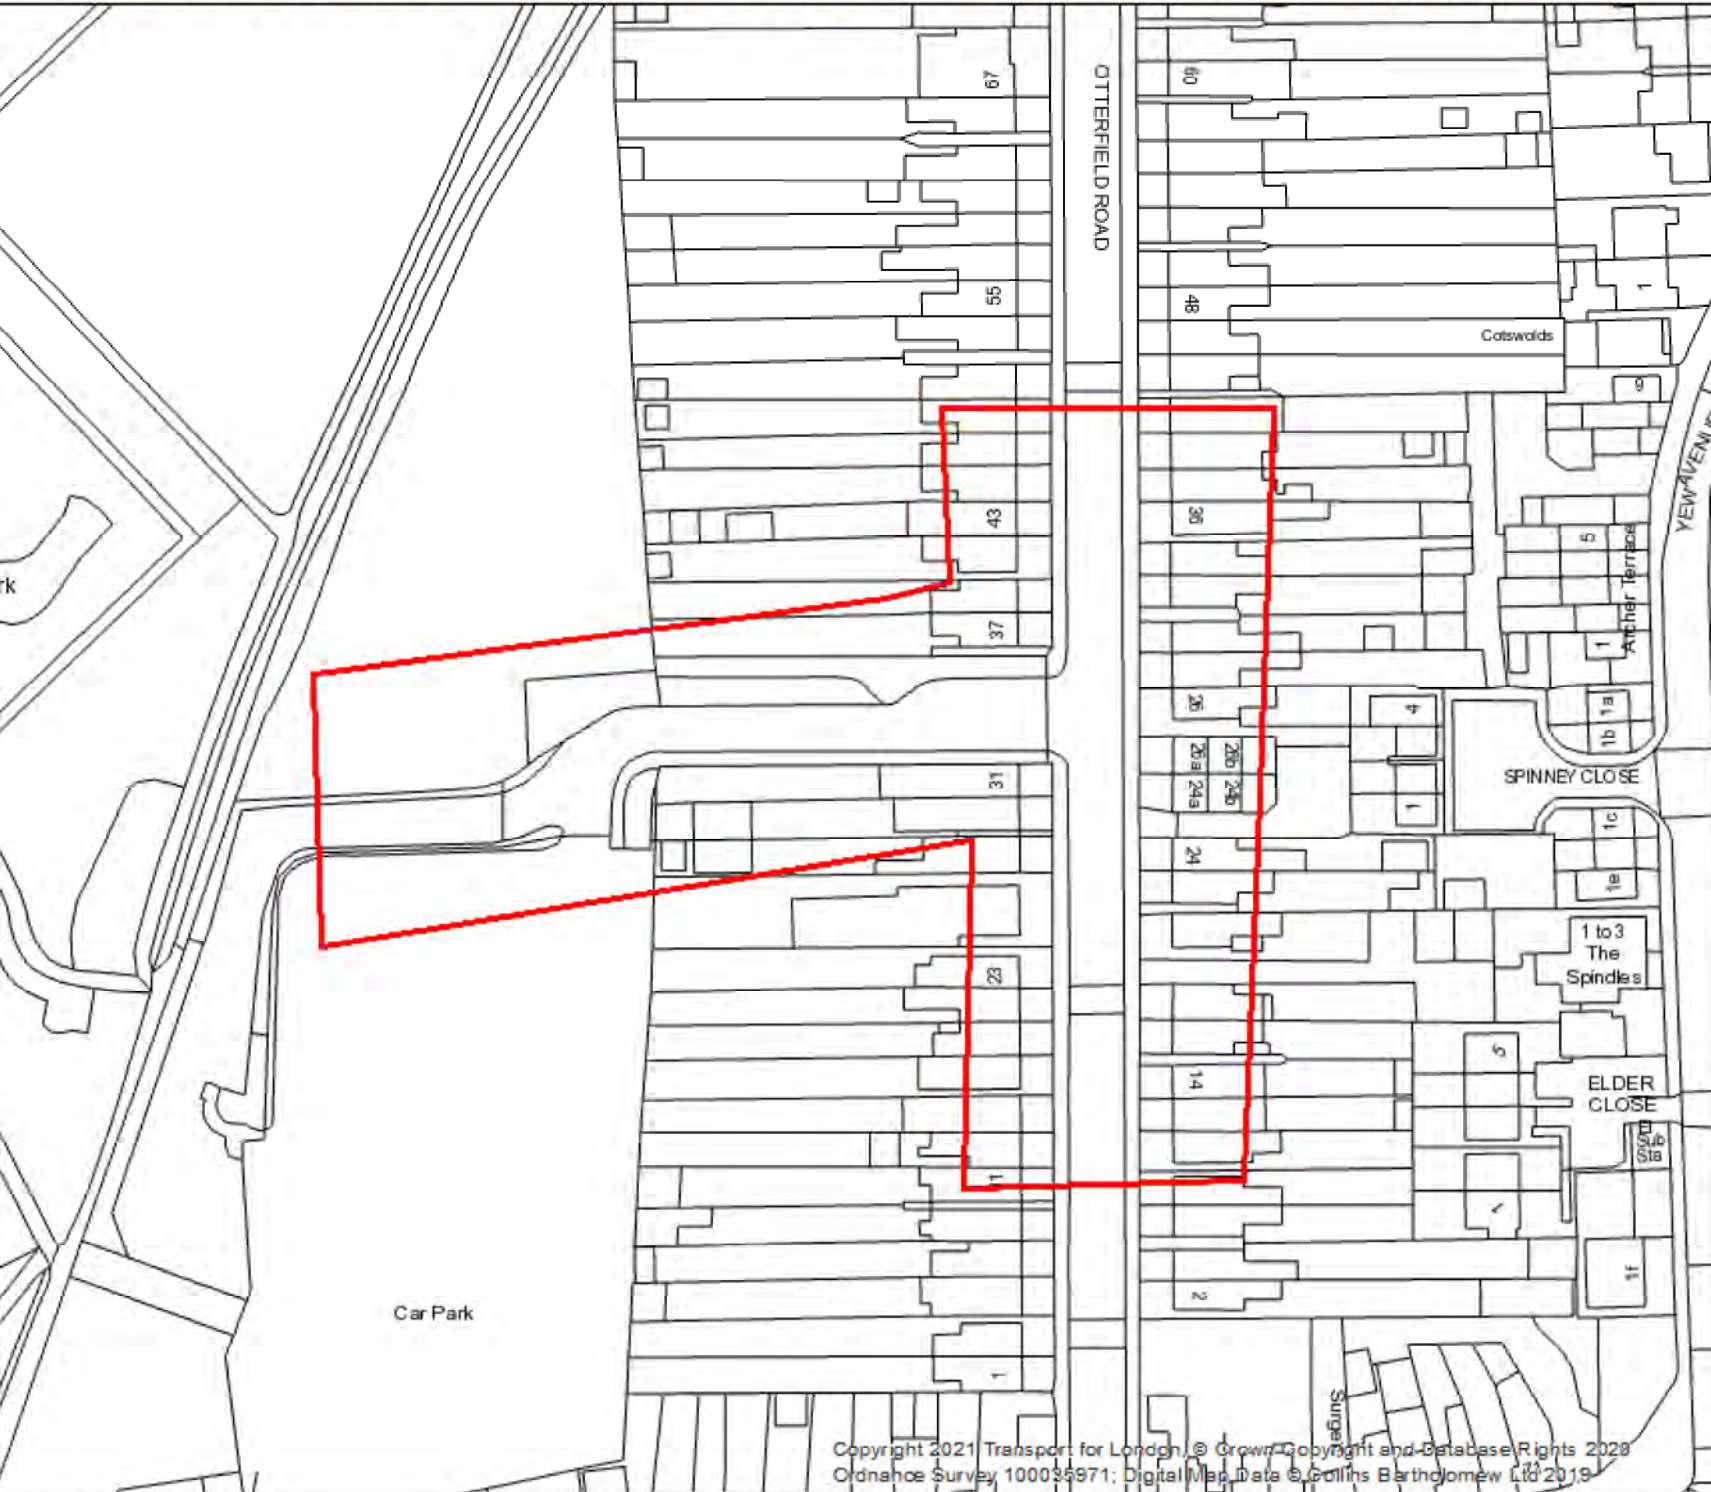 67
OTTERFIELD ROAD
60
55
48
1
Cotswolds
9
YEW AVENUE
43
36
5
Archer Terrace
rk
37
1
26
4
1a
1b
26a
26b
SPINNEY CLOSE
31
24a
24b
1
1c
24
1e
1 to 3
The
Spindles
23
5
14
ELDER
CLOSE
El
Sub
Sta
11
1
1f
2
Car Park
1
Copyright 2021 Transport for London, © Crown Copyright and Database Rights 2020
Ordnance Survey 100035971; Digital Map Data © Collins Bartholomew Ltd 2019